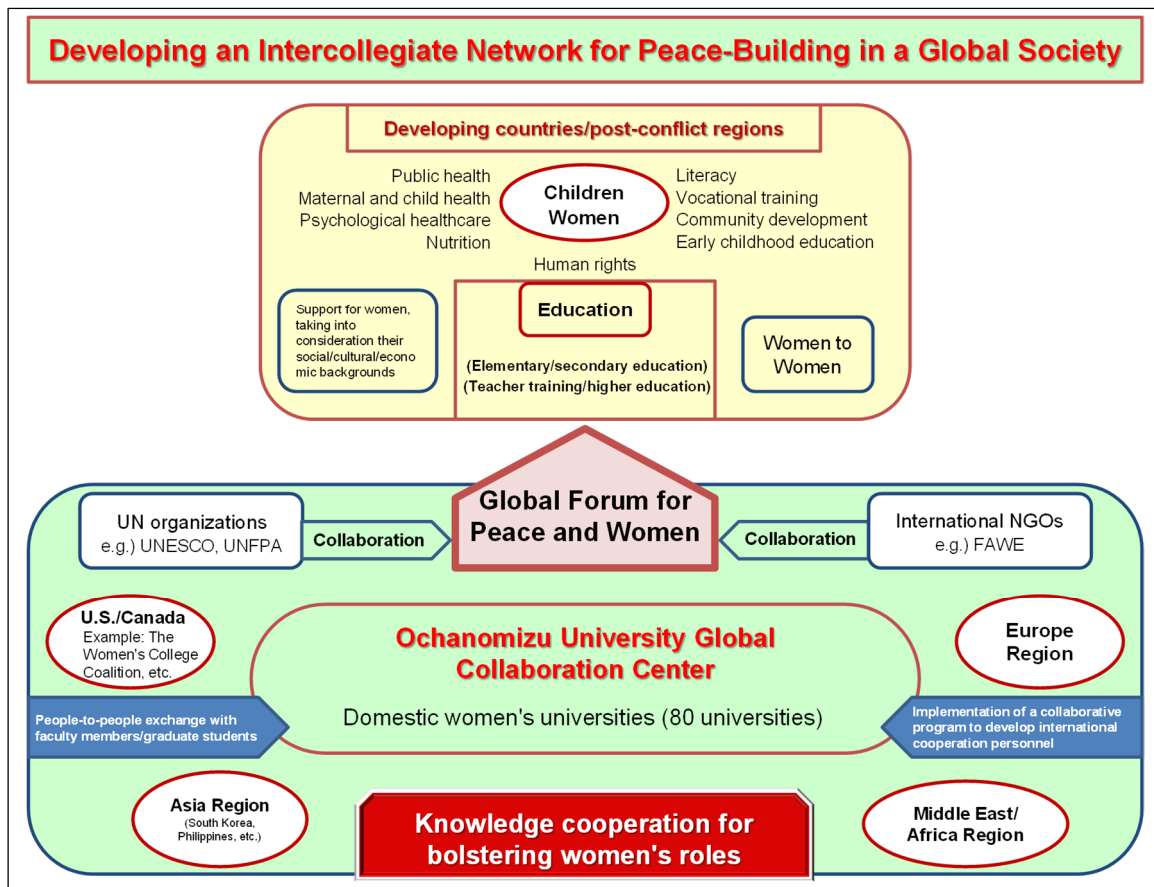 Developing an Intercollegiate Network for Peace-Building in a Global Society
Developing countries/post-conflict regions
Public health
Maternal and child health
Psychological healthcare
Nutrition
Children
Women
Literacy
Vocational training
Community development
Early childhood education
Human rights
Support for women,
taking into
consideration their
social/cultural/econo
mic backgrounds
Education
(Elementary/secondary education)
(Teacher training/higher education)
Women to
Women
Global Forum for
Peace and Women
UN organizations
e.g.) UNESCO, UNFPA
Collaboration
Collaboration
International NGOs
e.g.) FAWE
U.S./Canada
Example: The
Women's College
Coalition, etc.
Ochanomizu University Global
Collaboration Center
Domestic women's universities (80 universities)
Europe
Region
People-to-people exchange with
faculty members/graduate students
Implementation of a collaborative
program to develop international
cooperation personnel
Asia Region
(South Korea,
Philippines, etc.)
Knowledge cooperation for
bolstering women's roles
Middle East/
Africa Region